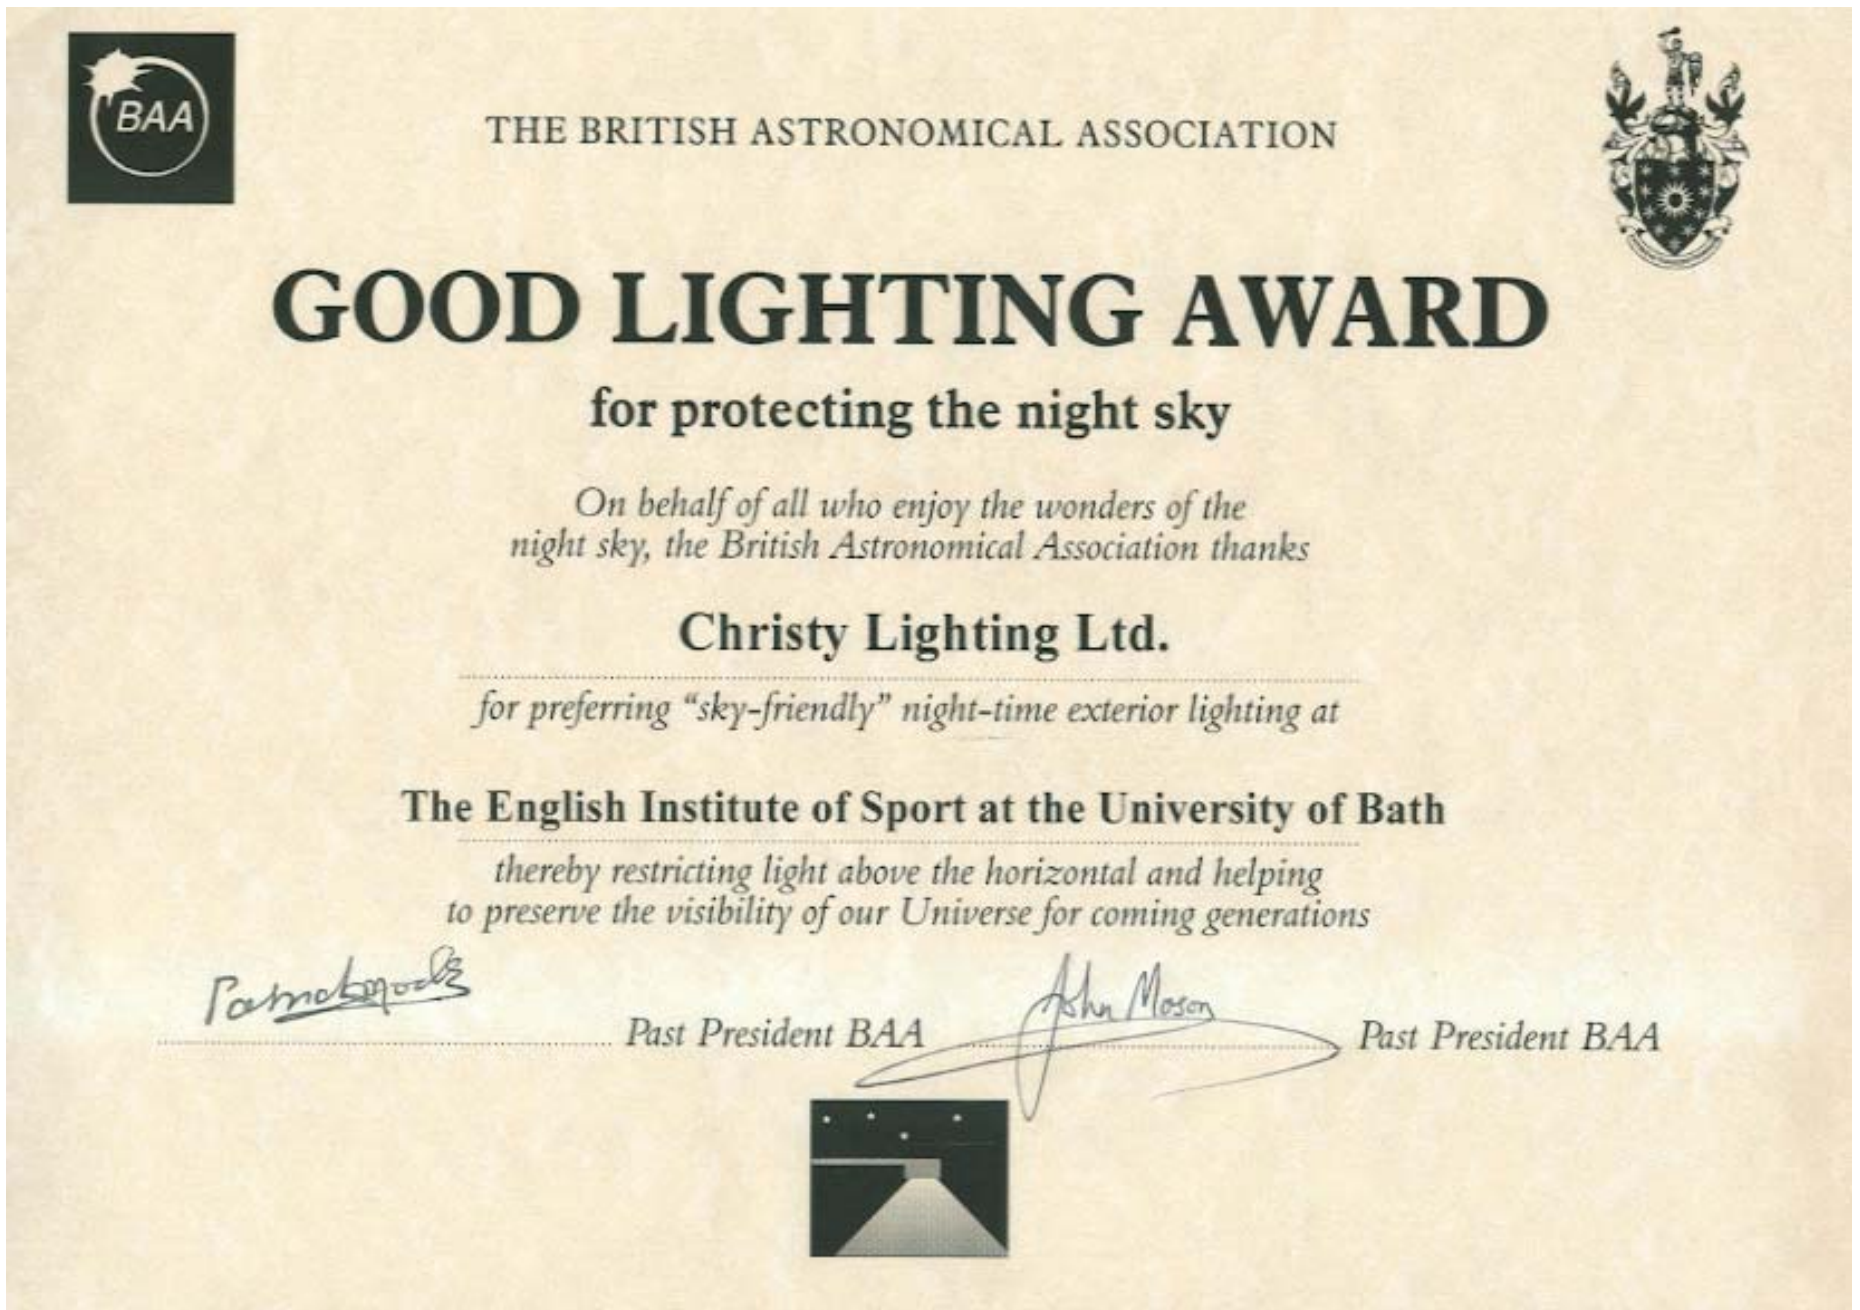 BAA
THE BRITISH ASTRONOMICAL ASSOCIATION
GOOD LIGHTING AWARD
for protecting the night sky
On behalf of all who enjoy the wonders of the
night sky, the British Astronomical Association thanks
Christy Lighting Ltd.
for preferring “sky-friendly” night-time exterior lighting at
The English Institute of Sport at the University of Bath
thereby restricting light above the horizontal and helping
to preserve the visibility of our Universe for coming generations
Past President BAA John Mason Past President BAA